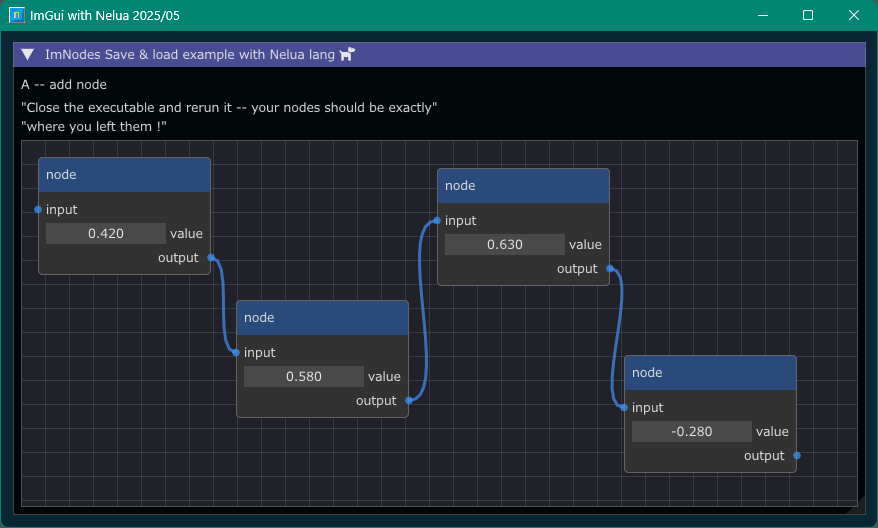 ImGui with Nelua 2025/05
ImNodes Save & load example with Nelua lang
A -- add node
"Close the executable and rerun it -- your nodes should be exactly"
"where you left them !"
node
input
0.420 value
output
node
input
0.580 value
output
node
input
0.630 value
output
node
input
-0.280 value
output